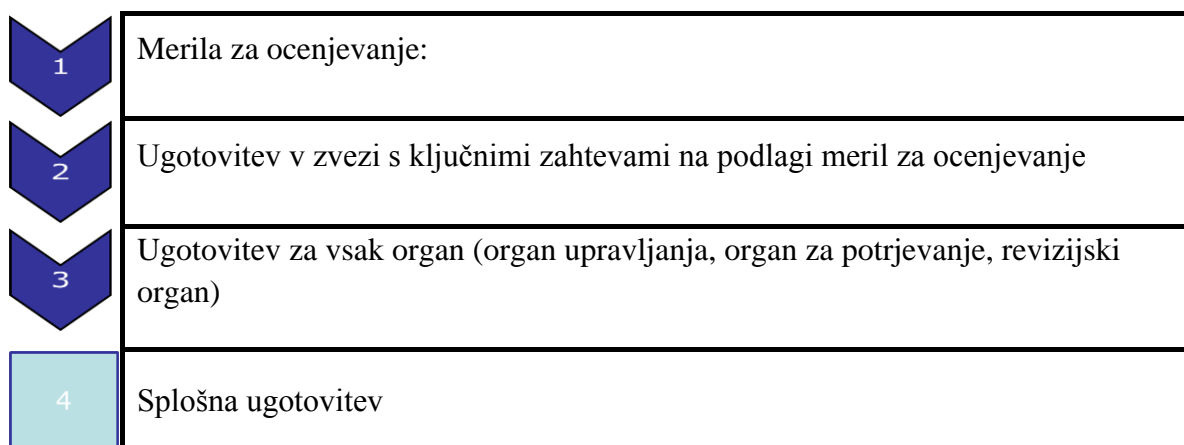 1
Merila za ocenjevanje:
2
Ugotovitev v zvezi s ključnimi zahtevami na podlagi meril za ocenjevanje
3
Ugotovitev za vsak organ (organ upravljanja, organ za potrjevanje, revizijski
organ)
4
Splošna ugotovitev